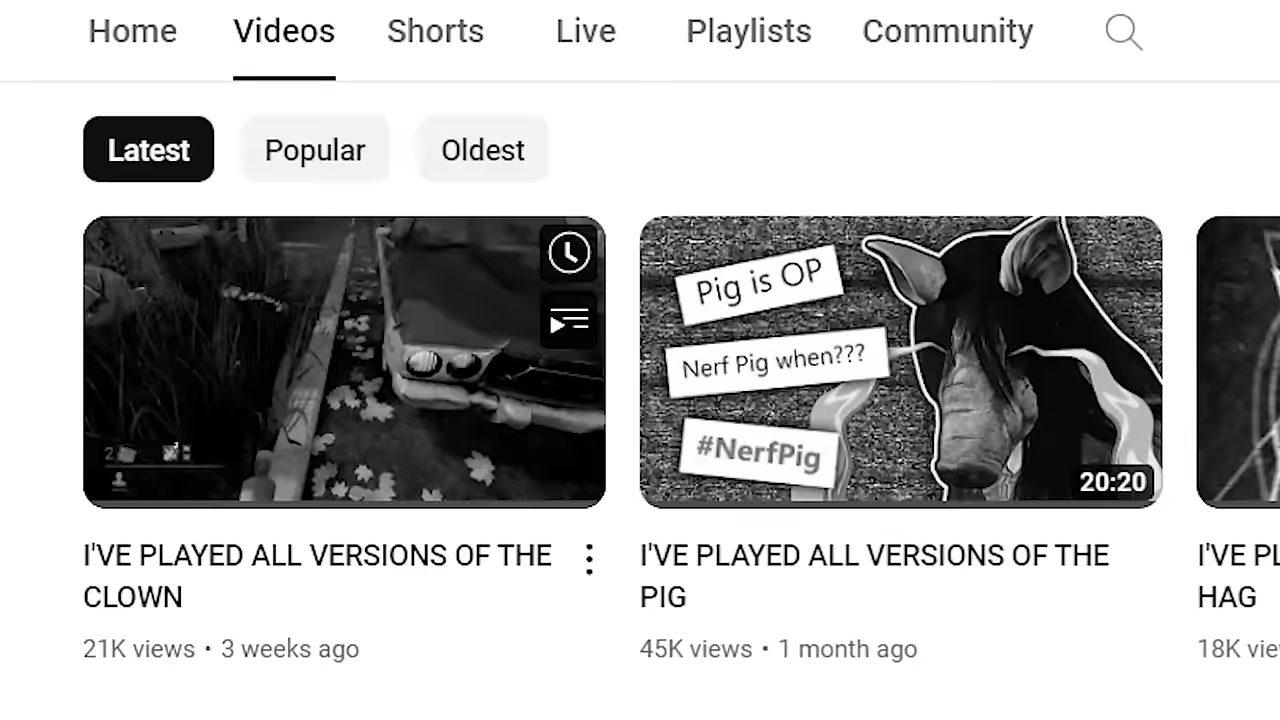 Home Videos Shorts Live Playlists Community
Latest Popular Oldest
Pig is OP
Nerf Pig when???
#NerfPig
20:20
I'VE PLAYED ALL VERSIONS OF THE
CLOWN
21K views • 3 weeks ago
I'VE PLAYED ALL VERSIONS OF THE
PIG
45K views • 1 month ago
I'VE
HAG
18K